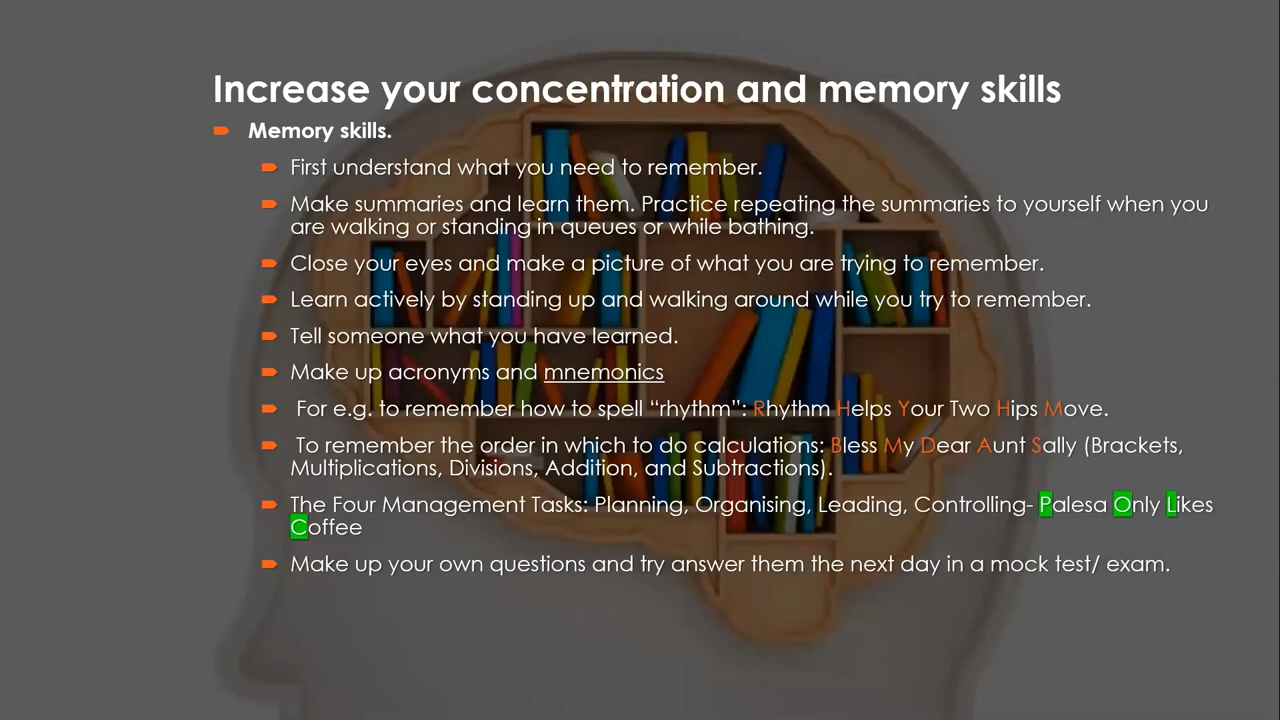 Increase your concentration and memory skills
Memory skills.
First understand what you need to remember.
Make summaries and learn them. Practice repeating the summaries to yourself when you
are walking or standing in queues or while bathing.
Close your eyes and make a picture of what you are trying to remember.
Learn actively by standing up and walking around while you try to remember.
Tell someone what you have learned.
Make up acronyms and mnemonics
For e.g. to remember how to spell “rhythm”: Rhythm Helps Your Two Hips Move.
To remember the order in which to do calculations: Bless My Dear Aunt Sally (Brackets,
Multiplications, Divisions, Addition, and Subtractions).
The Four Management Tasks: Planning, Organising, Leading, Controlling- Palesa Only Likes
Coffee
Make up your own questions and try answer them the next day in a mock test/ exam.